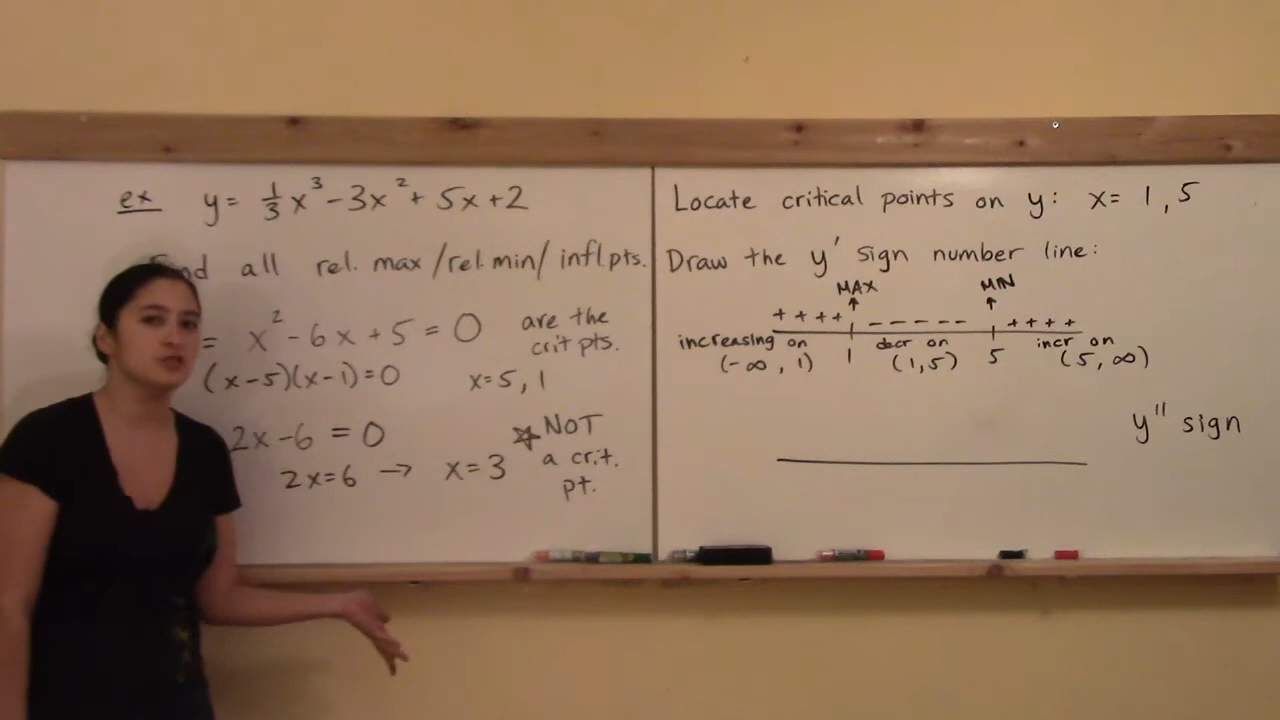 ex y = 1/3 x³ - 3x² + 5x + 2
Find all rel. max / rel. min / infl. pts.
= x² - 6x + 5 = 0 are the
crit pts.
(x-5)(x-1) = 0 x = 5, 1
2x - 6 = 0
2x = 6 → x = 3
☆ NOT
a crit.
pt.
Locate critical points on y: x = 1, 5
Draw the y' sign number line:
MAX MIN
↑ ↑
+ + + + - - - - - + + + +
increasing on 1 decr on 5 incr on
(-∞, 1) (1, 5) (5, ∞)
y'' sign